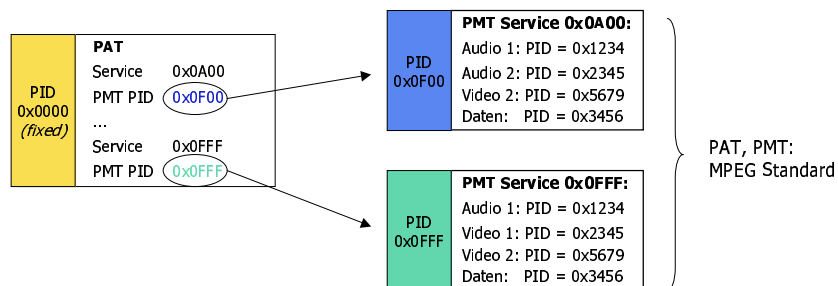 PID
0x0000
(fixed)
PAT
Service 0x0A00
PMT PID 0x0F00
...
Service 0x0FFF
PMT PID 0x0FFF
PID
0x0F00
PMT Service 0x0A00:
Audio 1: PID = 0x1234
Audio 2: PID = 0x2345
Video 2: PID = 0x5679
Daten: PID = 0x3456
PID
0x0FFF
PMT Service 0x0FFF:
Audio 1: PID = 0x1234
Video 1: PID = 0x2345
Video 2: PID = 0x5679
Daten: PID = 0x3456
PAT, PMT:
MPEG Standard